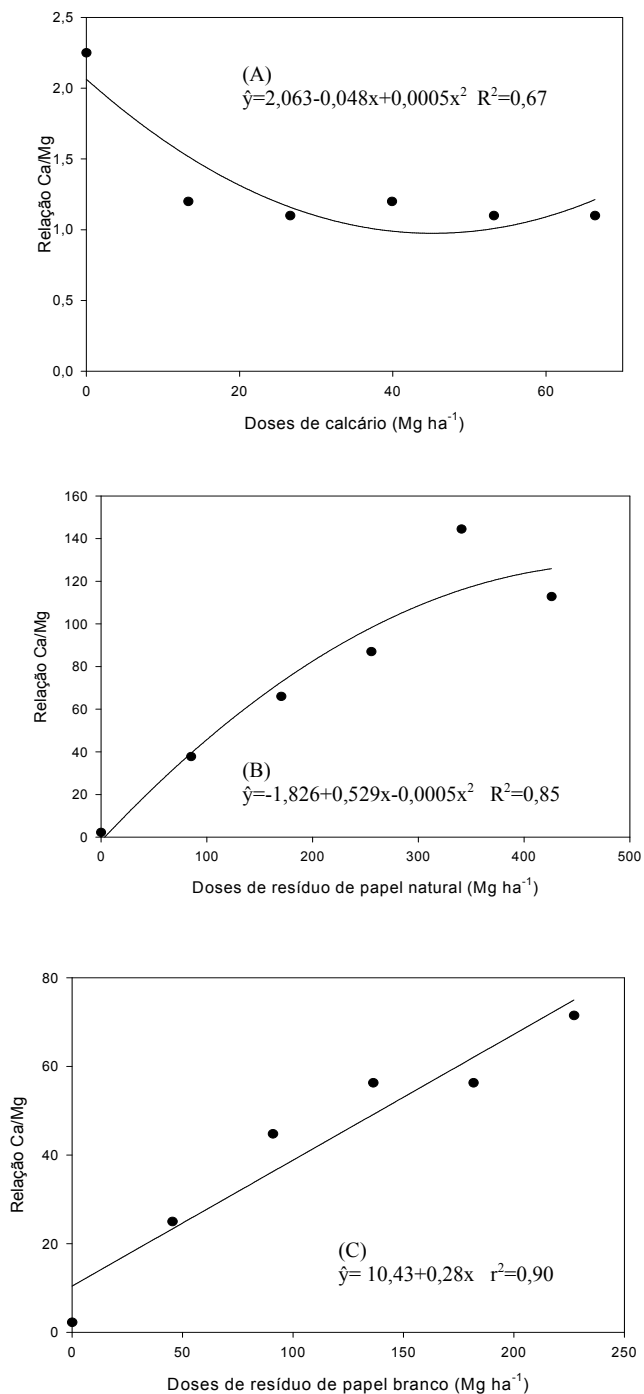 2,5
2,0
1,5
1,0
0,5
0,0
Relação Ca/Mg
(A)
ŷ=2,063-0,048x+0,0005x² R²=0,67
0 20 40 60
Doses de calcário (Mg ha⁻¹)
160
140
120
100
80
60
40
20
0
Relação Ca/Mg
(B)
ŷ=-1,826+0,529x-0,0005x² R²=0,85
0 100 200 300 400 500
Doses de resíduo de papel natural (Mg ha⁻¹)
80
60
40
20
0
Relação Ca/Mg
(C)
ŷ= 10,43+0,28x r²=0,90
0 50 100 150 200 250
Doses de resíduo de papel branco (Mg ha⁻¹)